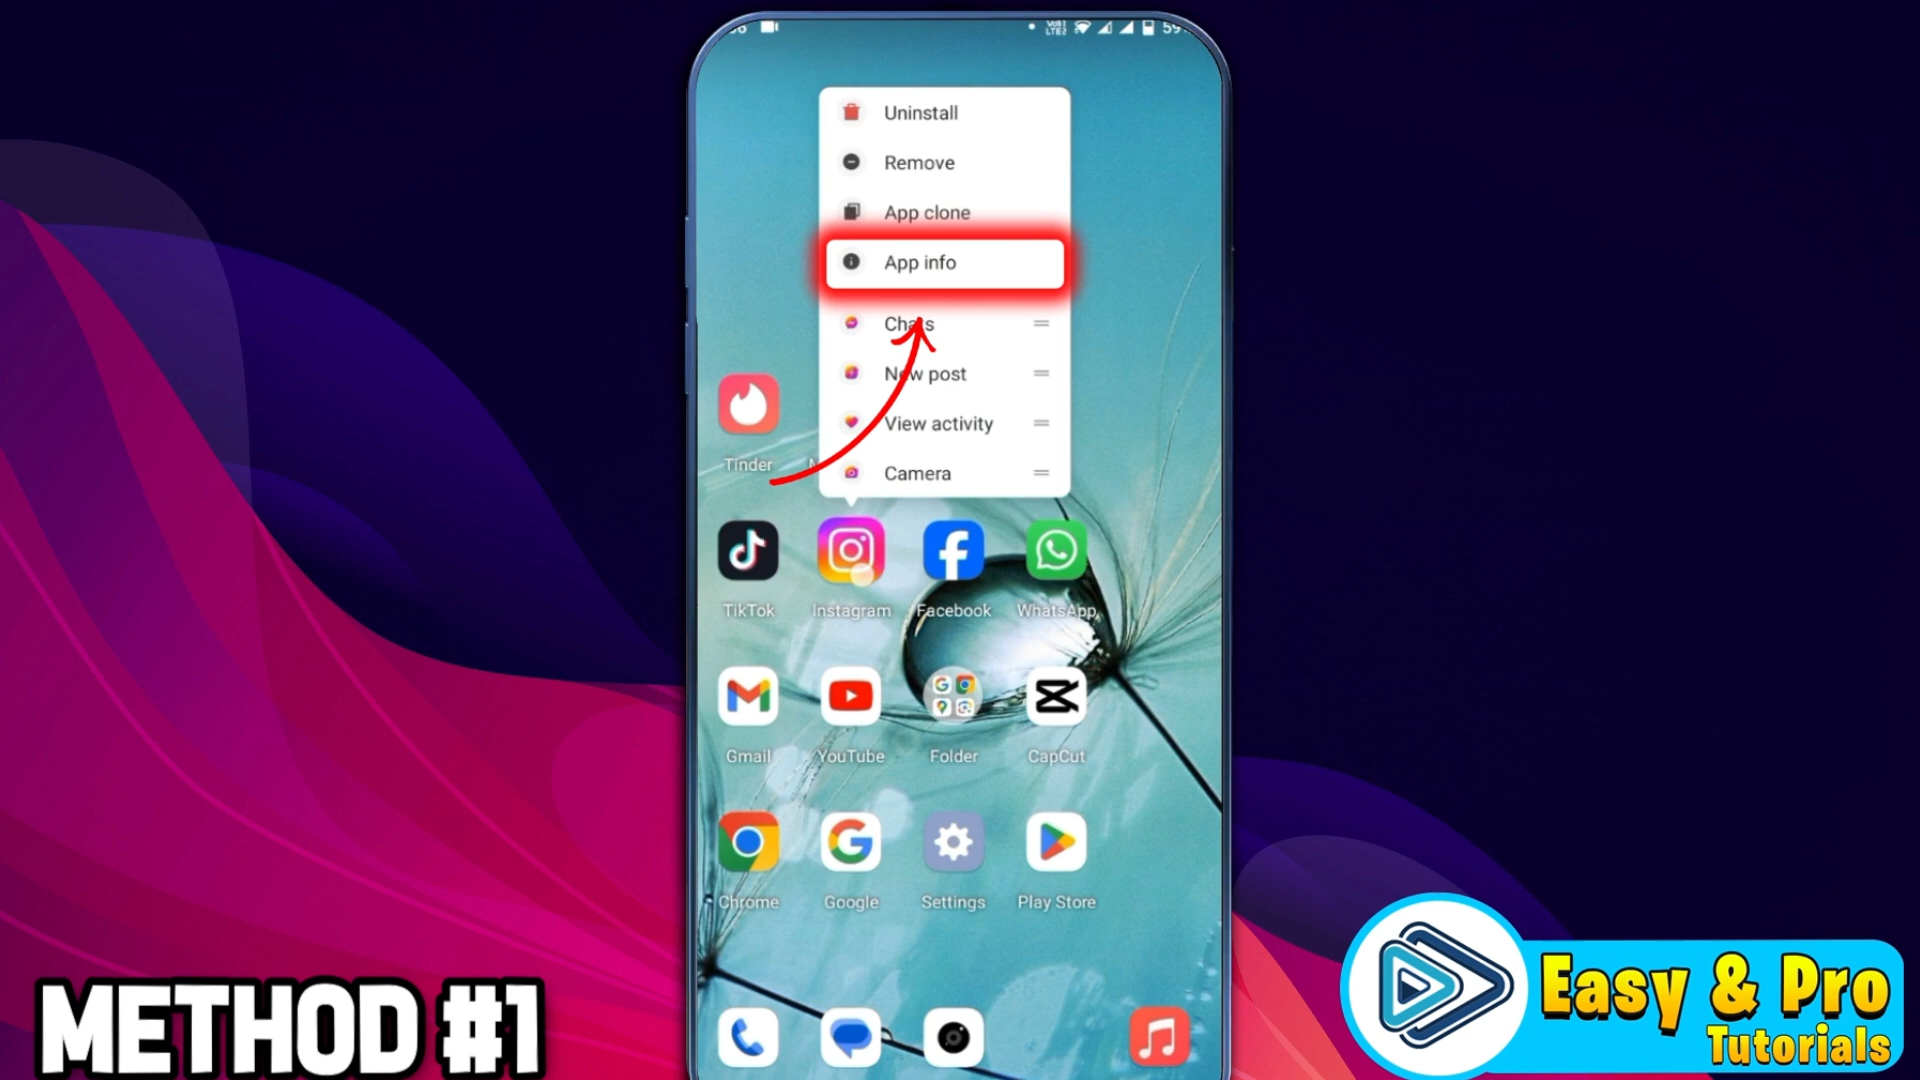 Uninstall
Remove
App clone
App info
Chats
New post
View activity
Camera
Tinder
TikTok
Instagram
Facebook
WhatsApp
Gmail
YouTube
Folder
CapCut
Chrome
Google
Settings
Play Store
METHOD #1
Easy & Pro
Tutorials